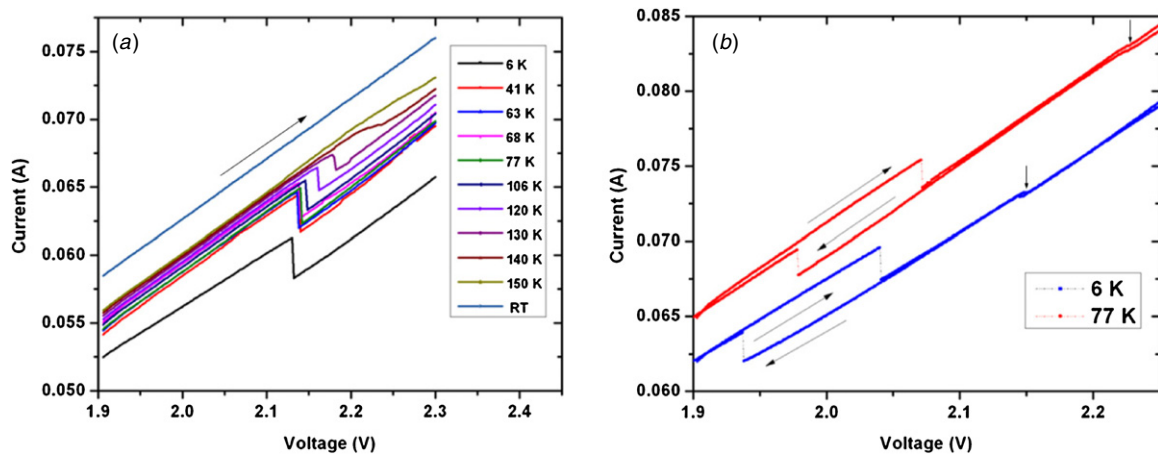 (a)
0.075
0.070
0.065
0.060
0.055
0.050
Current (A)
1.9 2.0 2.1 2.2 2.3 2.4
Voltage (V)
6 K
41 K
63 K
68 K
77 K
106 K
120 K
130 K
140 K
150 K
RT
(b)
0.085
0.080
0.075
0.070
0.065
0.060
Current (A)
1.9 2.0 2.1 2.2
Voltage (V)
6 K
77 K